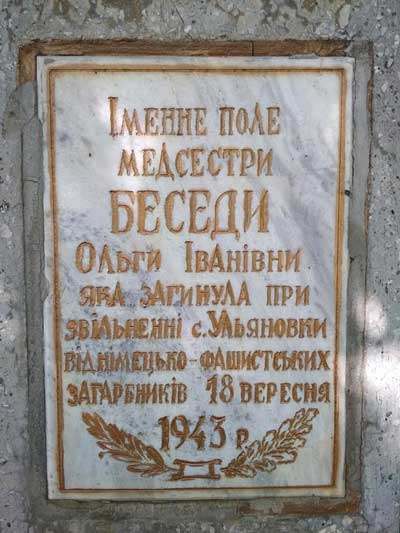 Іменне поле
медсестри
БЕСЕДИ
Ольги Іванівни
яка загинула при
звільненні с. Ульяновки
від німецько-фашистських
загарбників 18 вересня
1943 р.